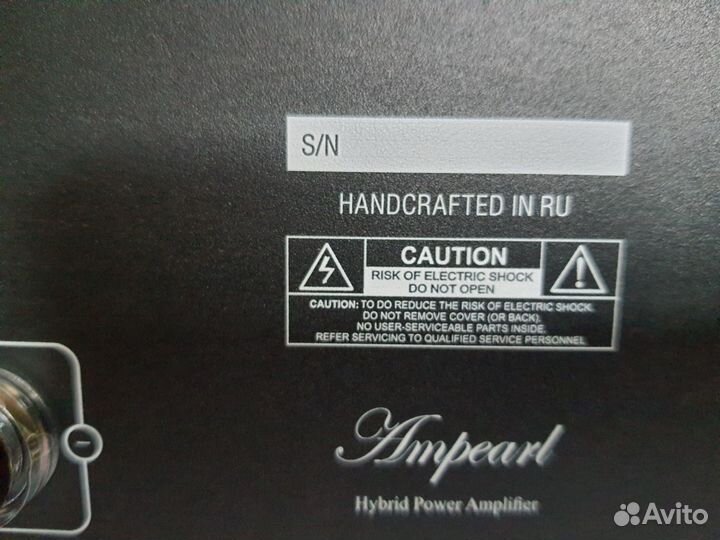 S/N
HANDCRAFTED IN RU
CAUTION
RISK OF ELECTRIC SHOCK
DO NOT OPEN
CAUTION: TO DO REDUCE THE RISK OF ELECTRIC SHOCK.
DO NOT REMOVE COVER (OR BACK).
NO USER-SERVICEABLE PARTS INSIDE.
REFER SERVICING TO QUALIFIED SERVICE PERSONNEL
Ampearl
Hybrid Power Amplifier
Avito